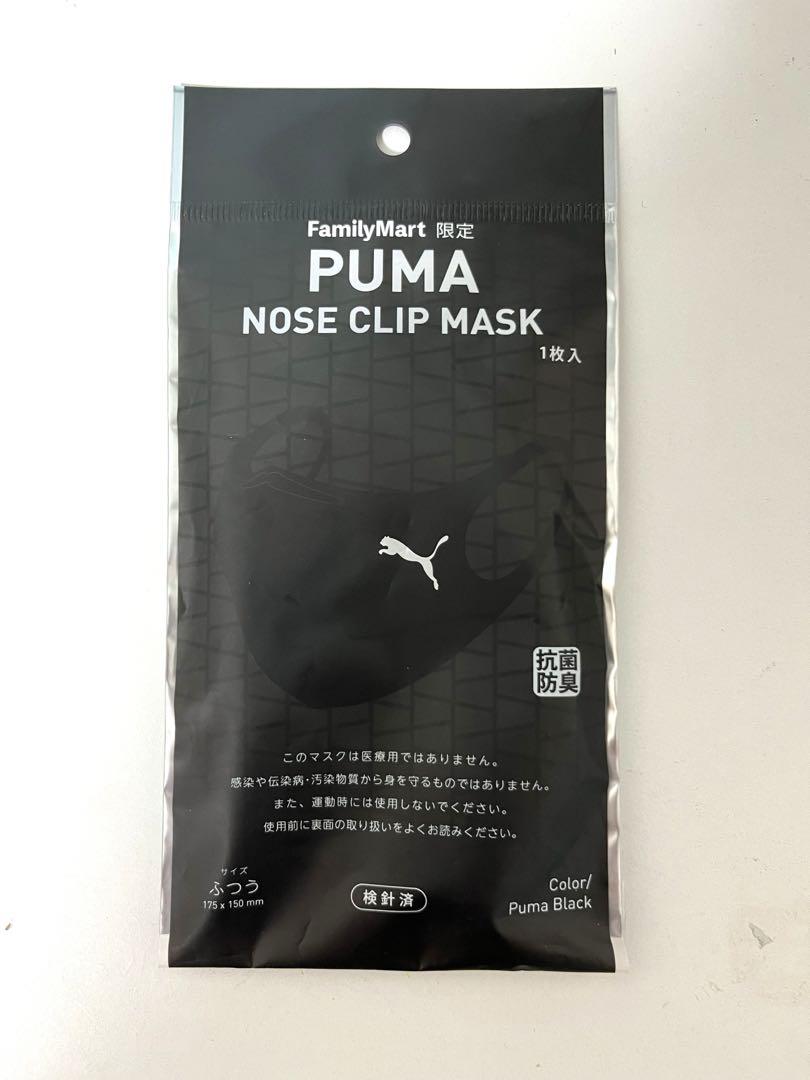 FamilyMart 限定
PUMA
NOSE CLIP MASK
1枚入
抗菌
防臭
このマスクは医療用ではありません。
感染や伝染病・汚染物質から身を守るものではありません。
また、運動時には使用しないでください。
使用前に裏面の取り扱いをよくお読みください。
サイズ
ふつう
175 x 150 mm
検針済
Color/
Puma Black